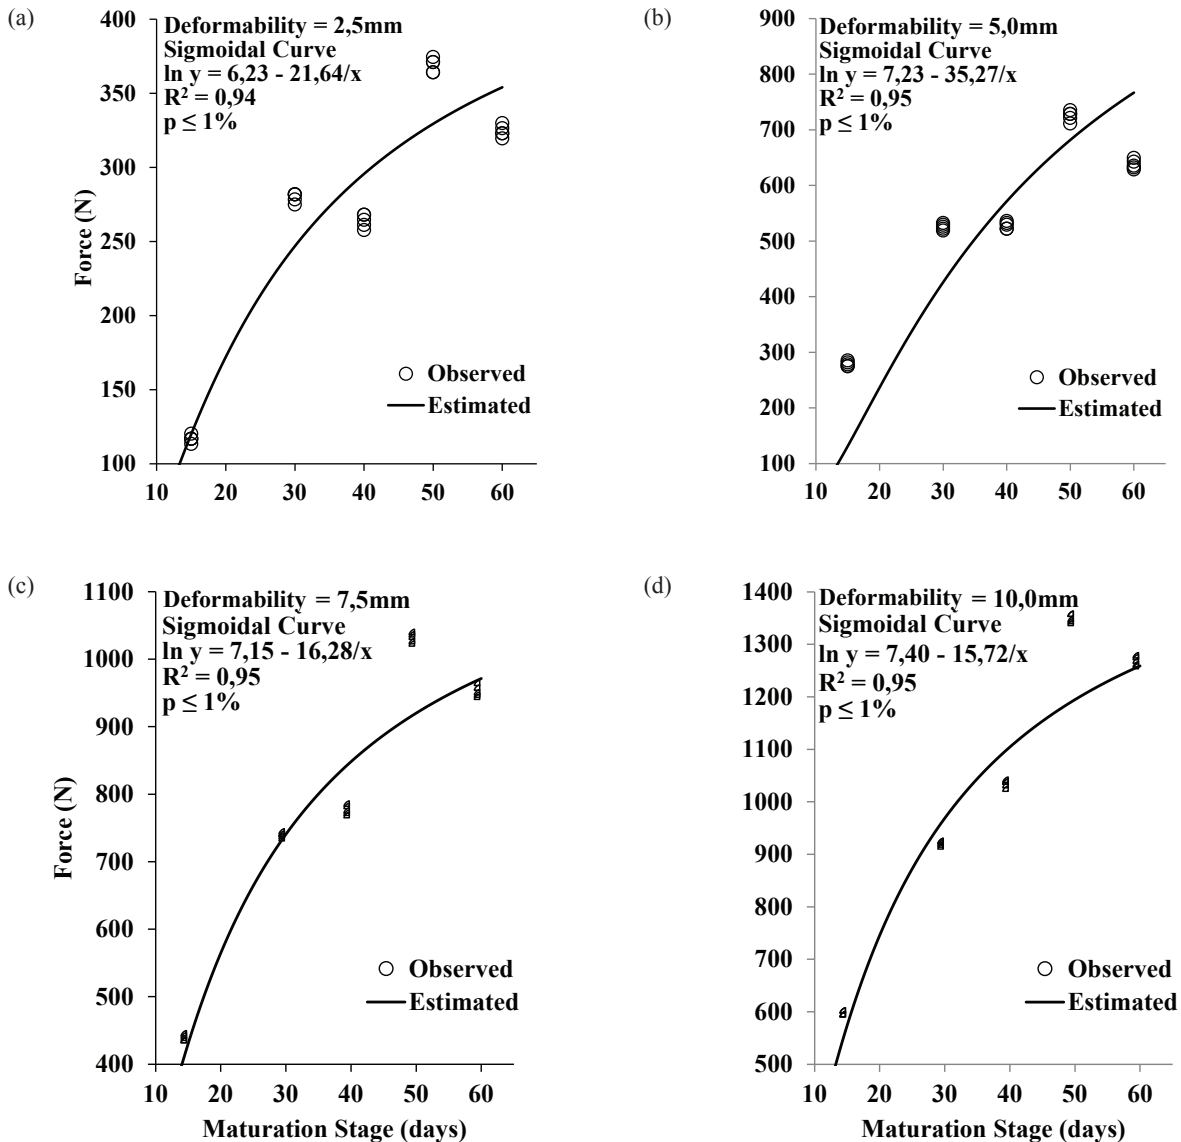 (a)
Deformability = 2,5mm
Sigmoidal Curve
ln y = 6,23 - 21,64/x
R² = 0,94
p ≤ 1%
400
350
300
250
200
150
100
Force (N)
10 20 30 40 50 60
Observed
Estimated
(b)
Deformability = 5,0mm
Sigmoidal Curve
ln y = 7,23 - 35,27/x
R² = 0,95
p ≤ 1%
900
800
700
600
500
400
300
200
100
10 20 30 40 50 60
Observed
Estimated
(c)
Deformability = 7,5mm
Sigmoidal Curve
ln y = 7,15 - 16,28/x
R² = 0,95
p ≤ 1%
1100
1000
900
800
700
600
500
400
Force (N)
10 20 30 40 50 60
Maturation Stage (days)
Observed
Estimated
(d)
Deformability = 10,0mm
Sigmoidal Curve
ln y = 7,40 - 15,72/x
R² = 0,95
p ≤ 1%
1400
1300
1200
1100
1000
900
800
700
600
500
10 20 30 40 50 60
Maturation Stage (days)
Observed
Estimated